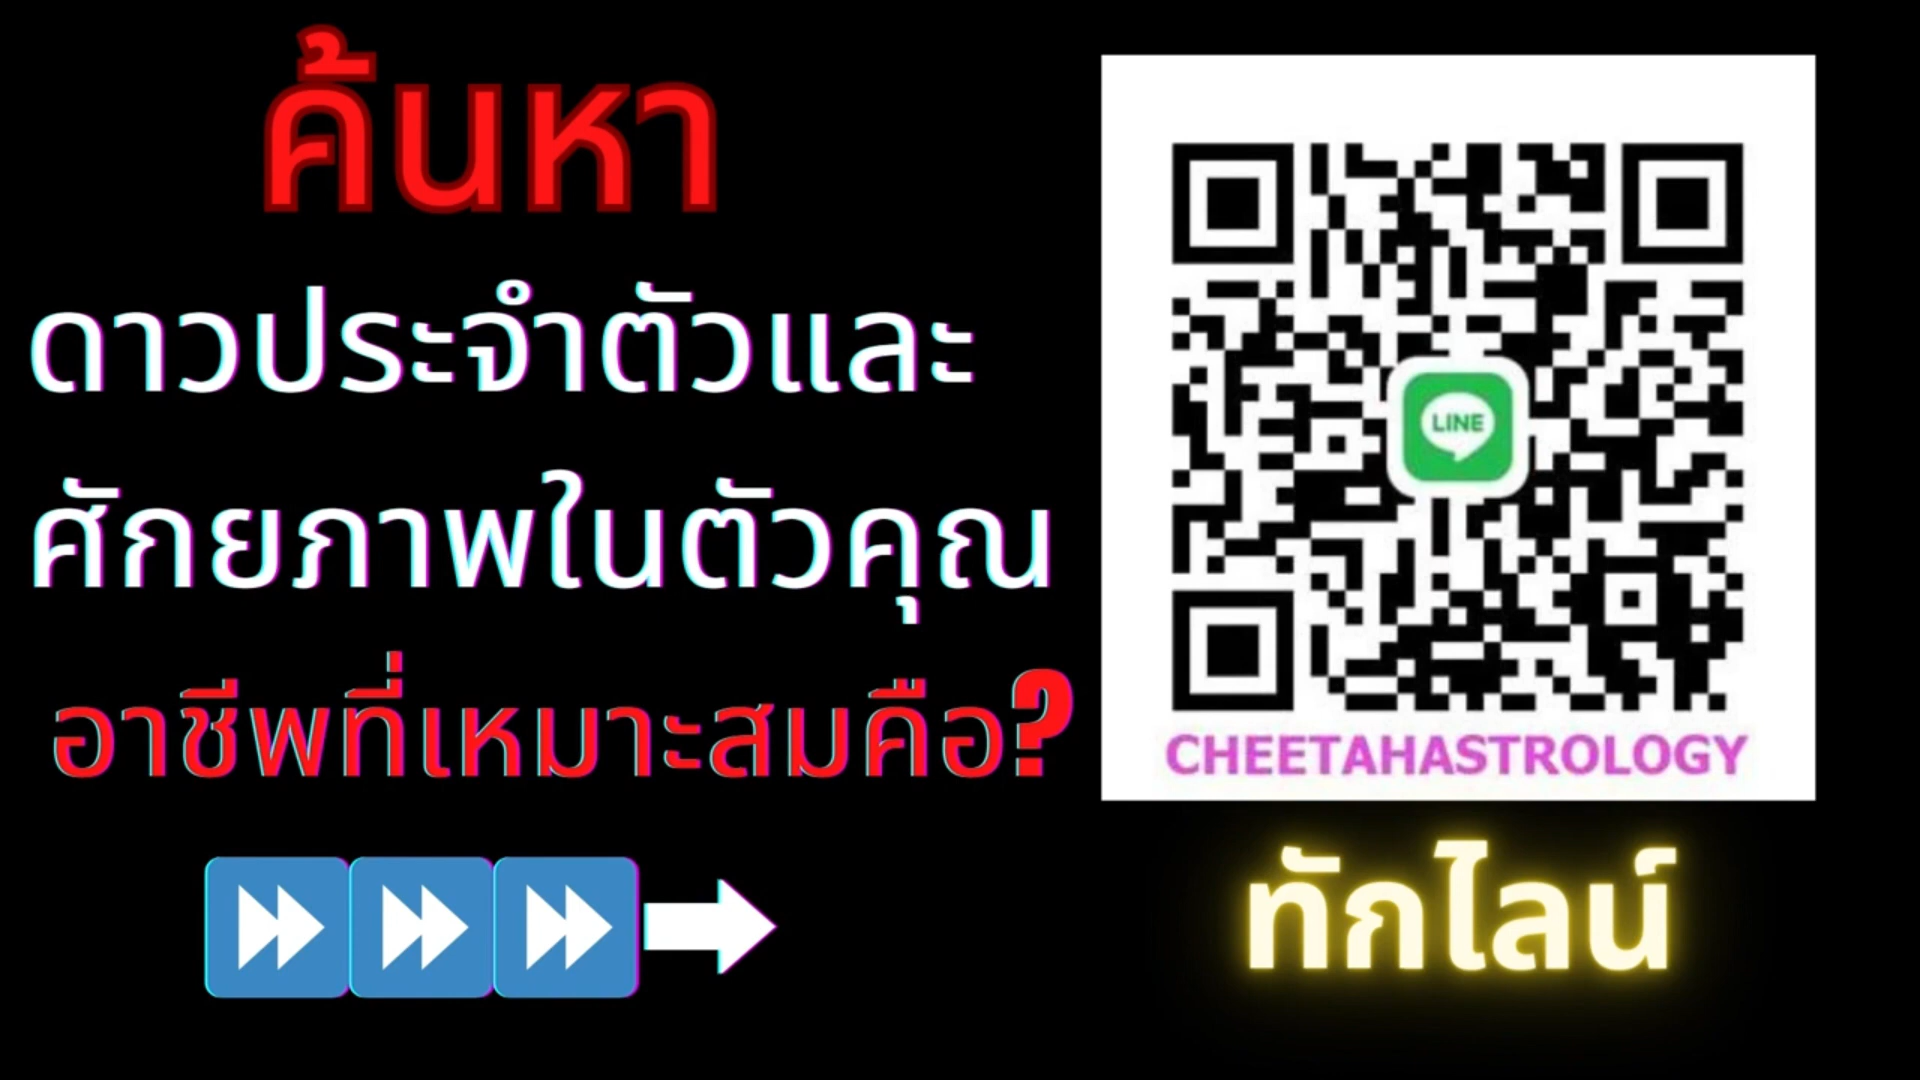 ค้นหา
ดาวประจำตัวและ
ศักยภาพในตัวคุณ
อาชีพที่เหมาะสมคือ?
LINE
CHEETAHASTROLOGY
ทักไลน์